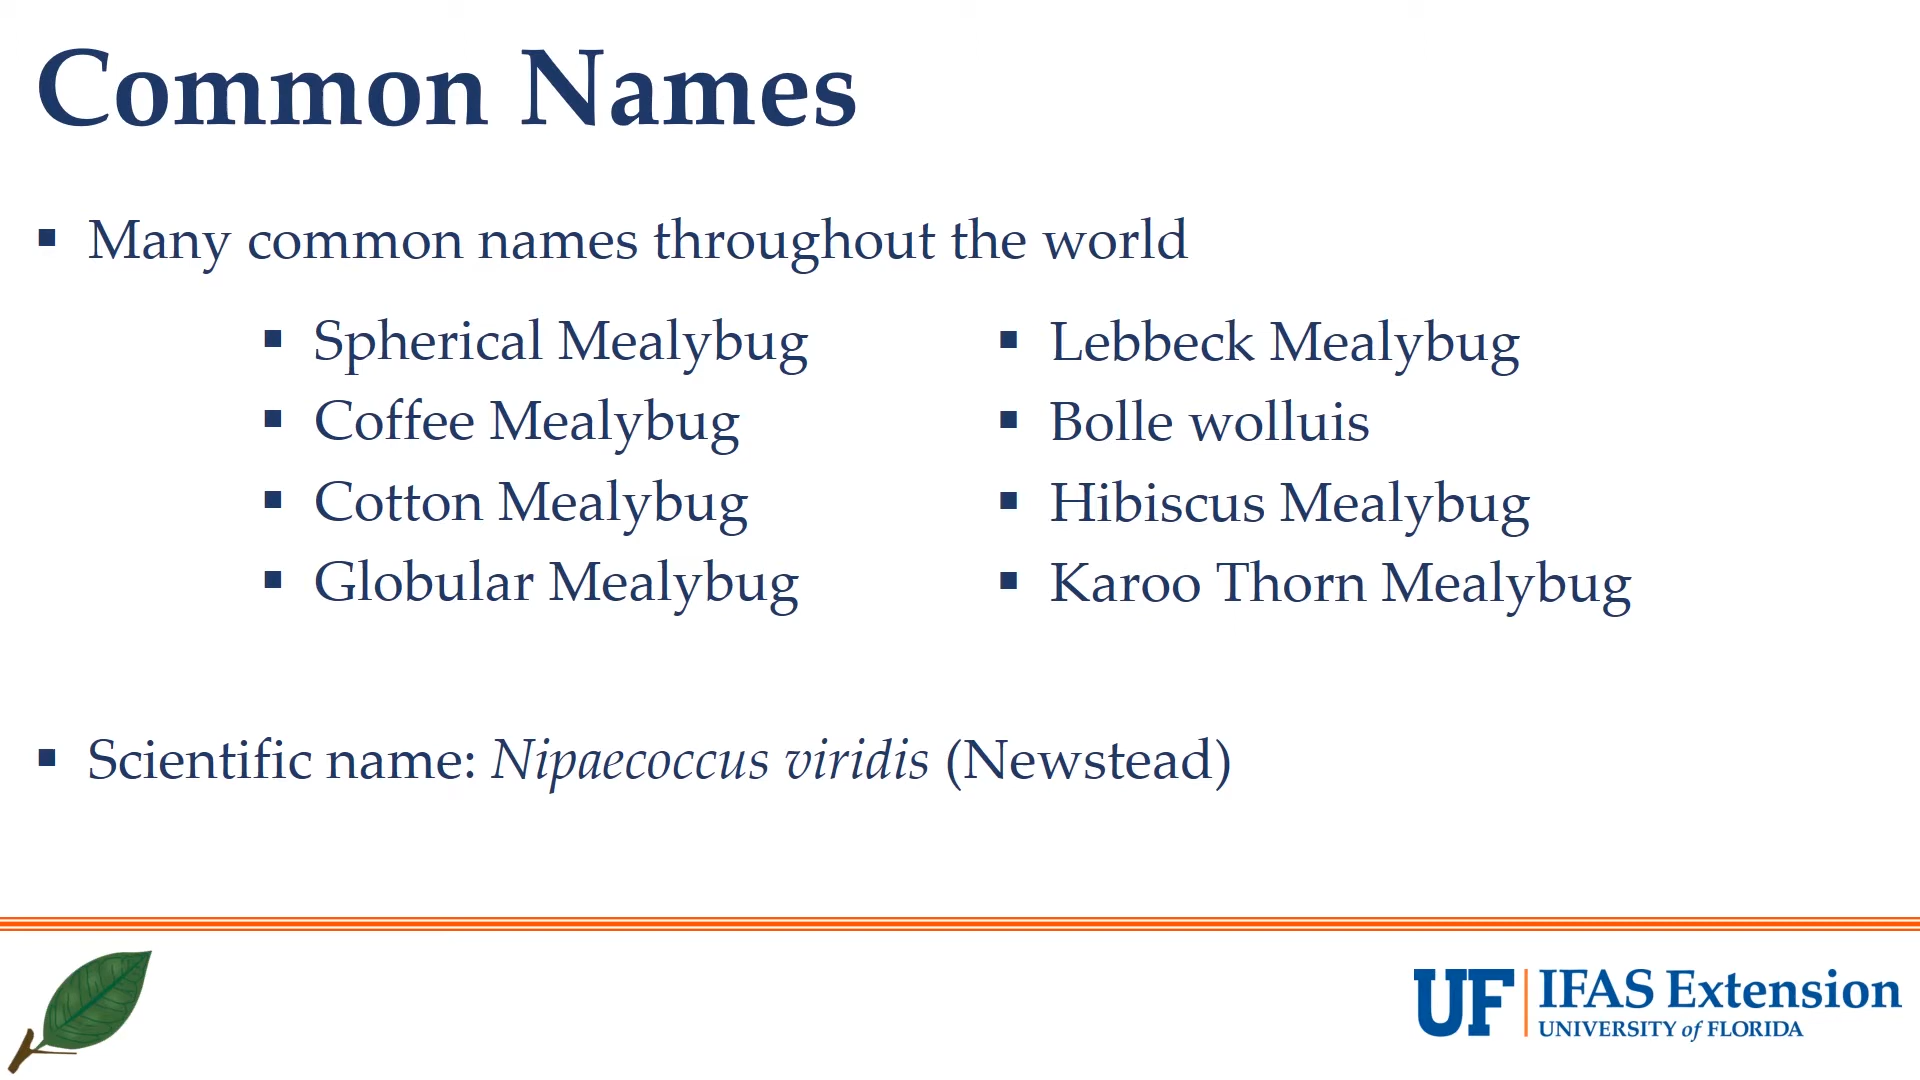 Common Names
▪ Many common names throughout the world
▪ Spherical Mealybug
▪ Coffee Mealybug
▪ Cotton Mealybug
▪ Globular Mealybug
▪ Lebbeck Mealybug
▪ Bolle wolluis
▪ Hibiscus Mealybug
▪ Karoo Thorn Mealybug
▪ Scientific name: Nipaecoccus viridis (Newstead)
UF IFAS Extension
UNIVERSITY of FLORIDA